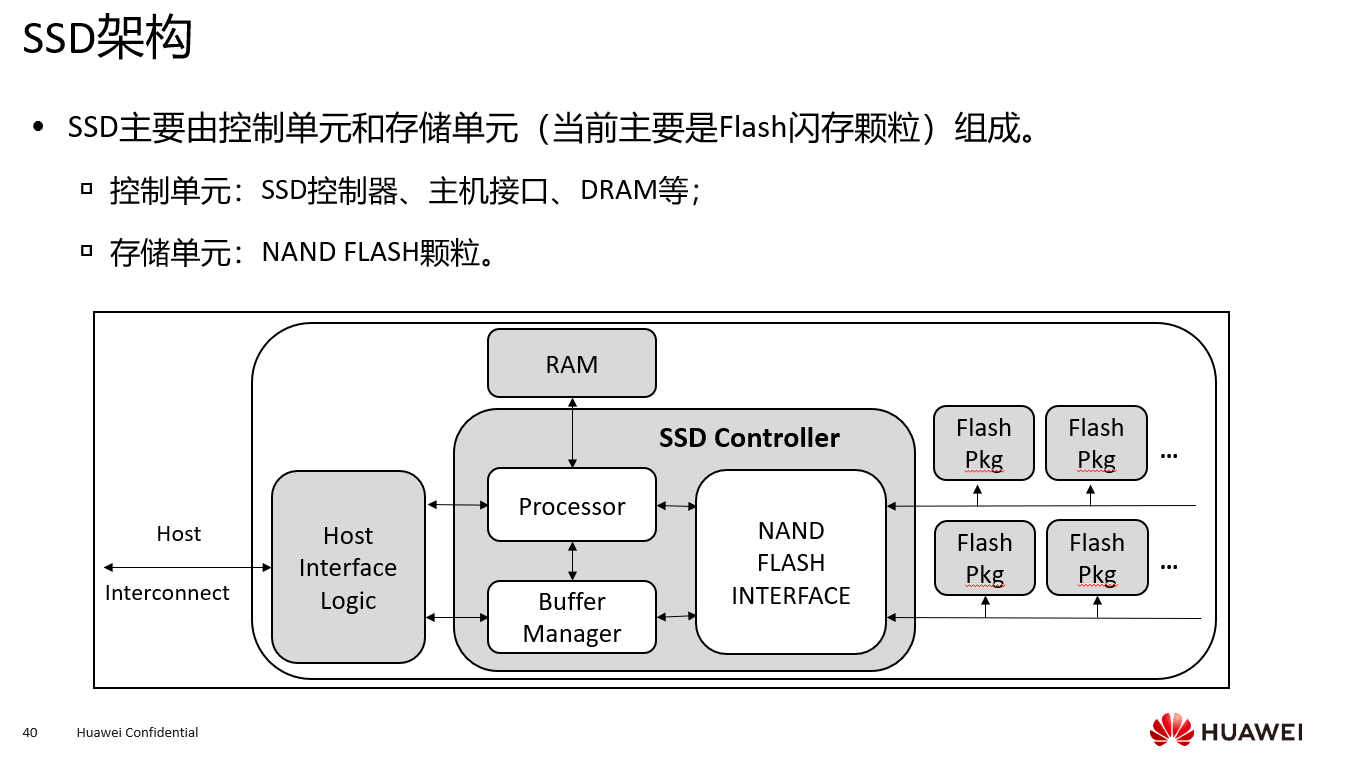 SSD架构
• SSD主要由控制单元和存储单元（当前主要是Flash闪存颗粒）组成。
▫ 控制单元：SSD控制器、主机接口、DRAM等；
▫ 存储单元：NAND FLASH颗粒。
RAM
SSD Controller
Flash
Pkg
Flash
Pkg
...
Processor
Host
Interface
Logic
NAND
FLASH
INTERFACE
Host
Interconnect
Buffer
Manager
Flash
Pkg
Flash
Pkg
...
40
Huawei Confidential
HUAWEI